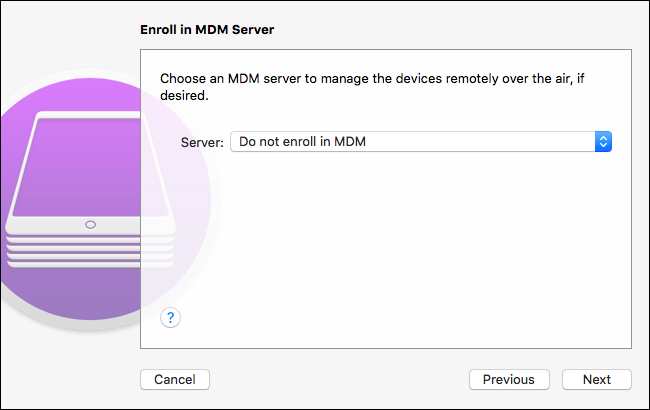 Enroll in MDM Server
Choose an MDM server to manage the devices remotely over the air, if
desired.
Server: Do not enroll in MDM
?
Cancel Previous Next